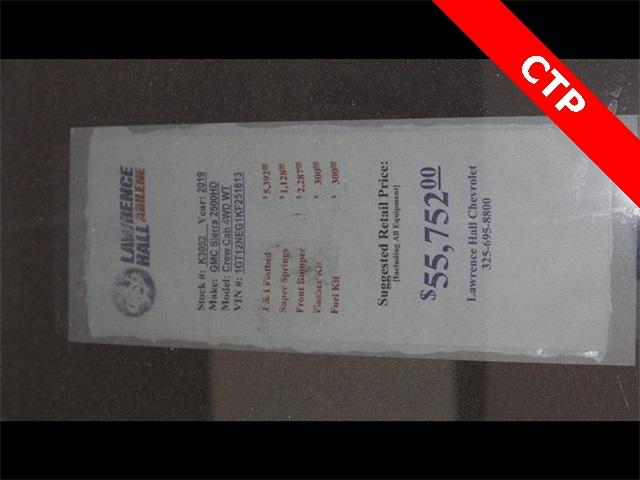 CTP
LAWRENCE
HALL ABILENE
Stock #: K3052 Year: 2019
Make: GMC Sierra 2500HD
Model: Crew Cab 4WD WT
VIN #: 1GT12NEG1KF251613
J & I Flatbed $ 5,392.00
Super Springs $ 1,128.00
Front Bumper $ 2,287.00
Flasher Kit $ 300.00
Fuel Kit $ 300.00
Suggested Retail Price:
[Including All Equipment]
$55,752.00
Lawrence Hall Chevrolet
325-695-8800